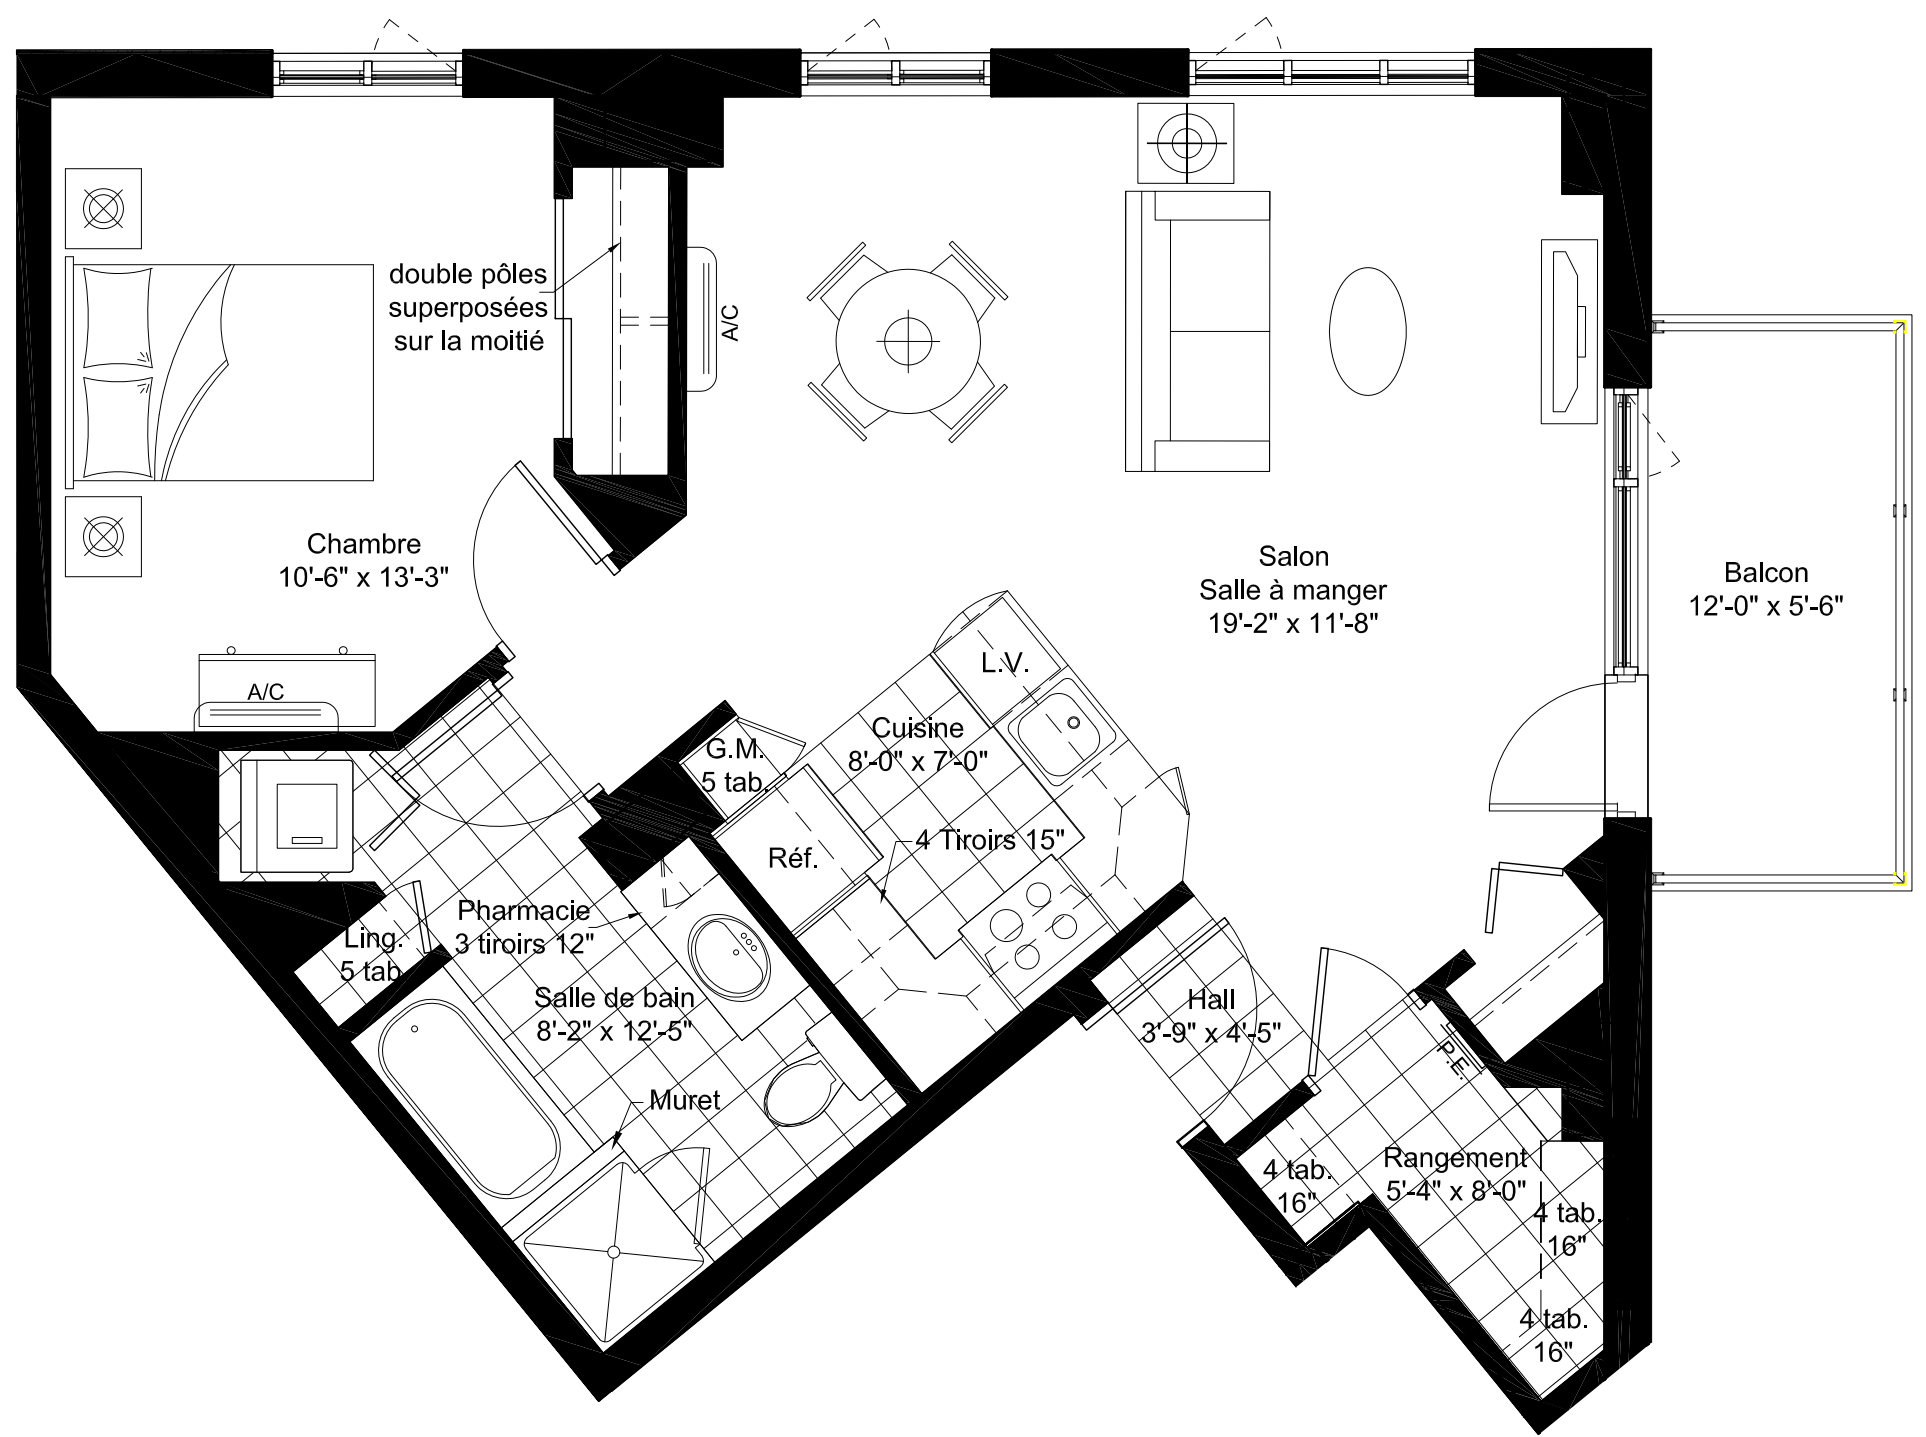 double pôles
superposées
sur la moitié
A/C
Chambre
10'-6" x 13'-3"
A/C
Salon
Salle à manger
19'-2" x 11'-8"
Balcon
12'-0" x 5'-6"
L.V.
Cuisine
8'-0" x 7'-0"
G.M.
5 tab.
Réf.
4 Tiroirs 15"
Pharmacie
3 tiroirs 12"
Ling.
5 tab.
Salle de bain
8'-2" x 12'-5"
Hall
3'-9" x 4'-5"
P.E.
Muret
Rangement
5'-4" x 8'-0"
4 tab.
16"
4 tab.
16"
4 tab.
16"